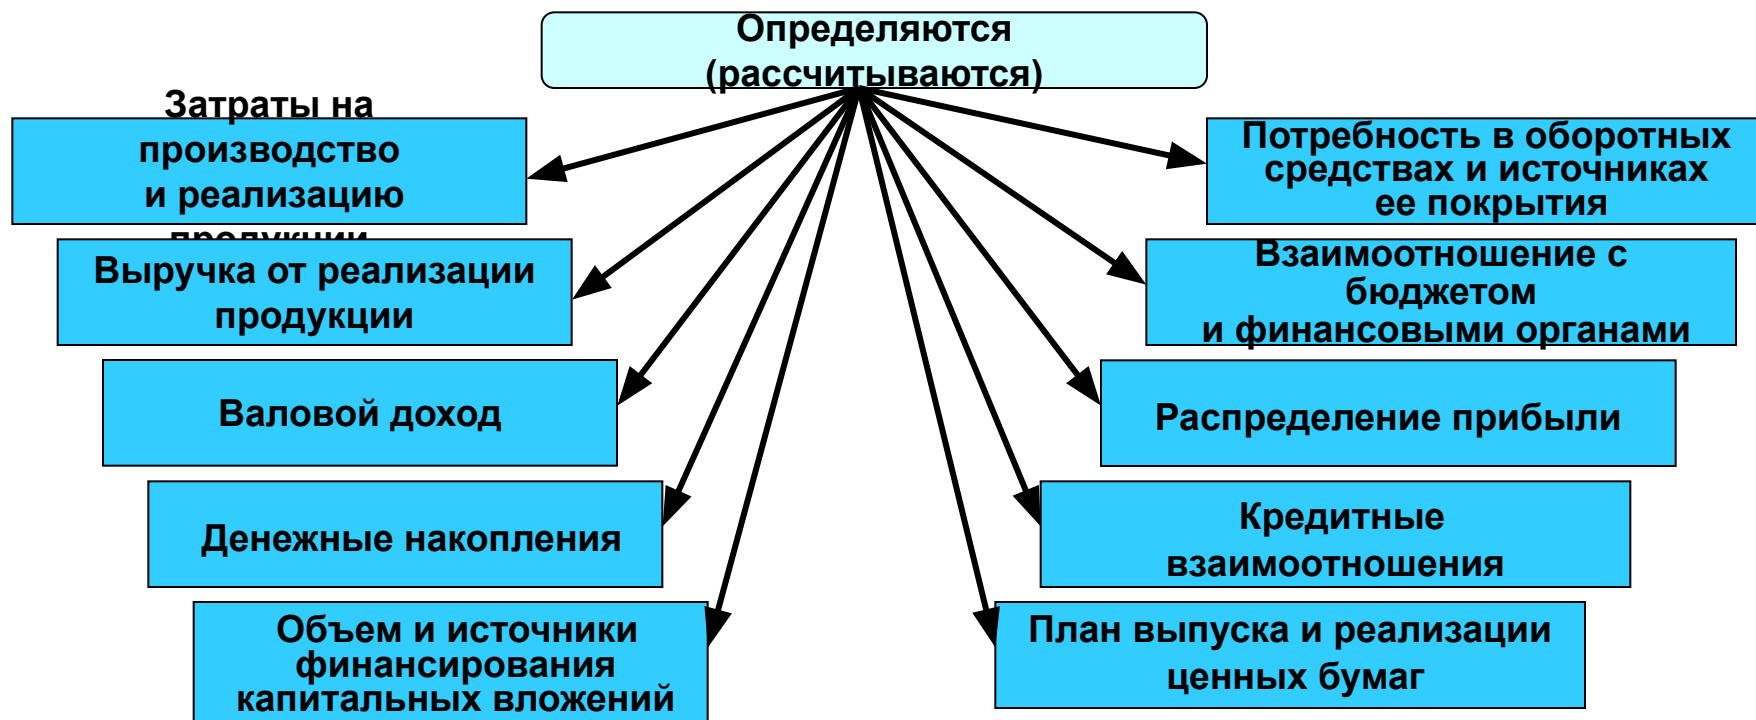 Определяются
(рассчитываются)
Затраты на
производство
и реализацию
продукции
Выручка от реализации
продукции
Валовой доход
Денежные накопления
Объем и источники
финансирования
капитальных вложений
Потребность в оборотных
средствах и источниках
ее покрытия
Взаимоотношение с
бюджетом
и финансовыми органами
Распределение прибыли
Кредитные
взаимоотношения
План выпуска и реализации
ценных бумаг